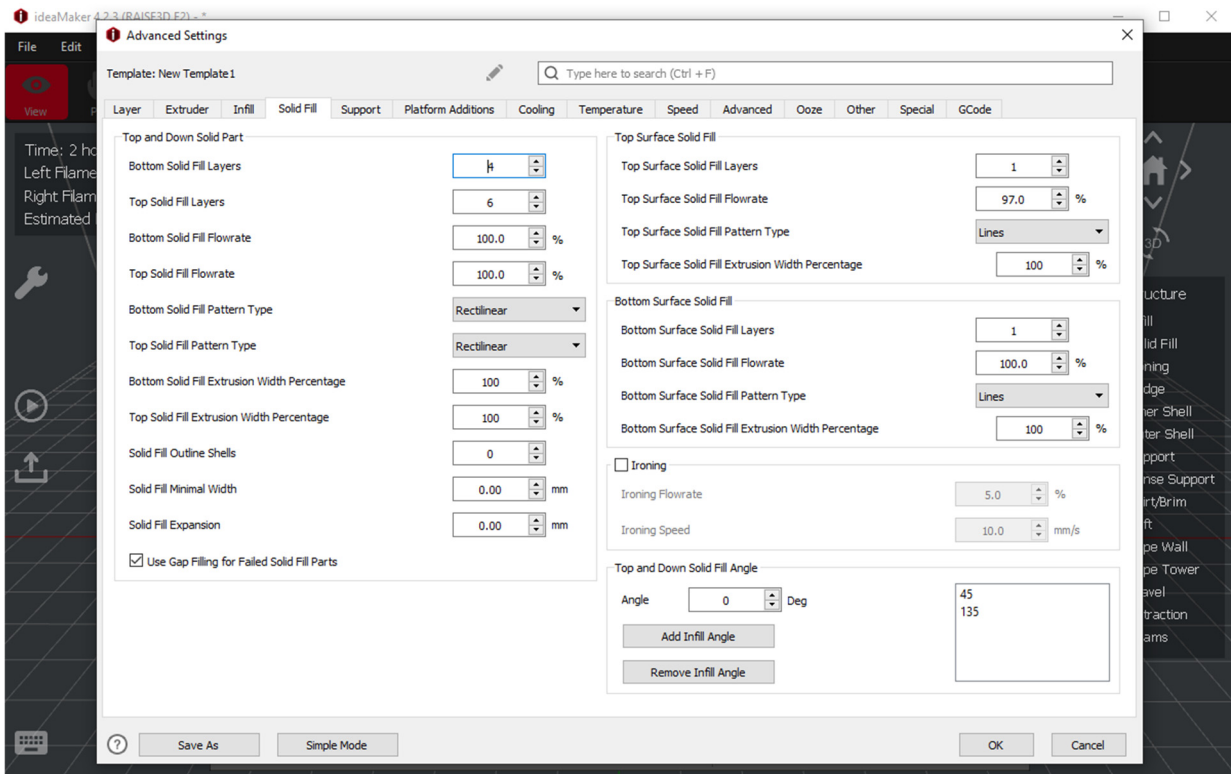 ideaMaker 4.2.3 (RAISE3D E2) - *
File Edit
View
Time: 2 ho
Left Filame
Right Filam
Estimated
Advanced Settings
Template: New Template1
Type here to search (Ctrl + F)
Layer Extruder Infill Solid Fill Support Platform Additions Cooling Temperature Speed Advanced Ooze Other Special GCode
Top and Down Solid Part
Bottom Solid Fill Layers 4
Top Solid Fill Layers 6
Bottom Solid Fill Flowrate 100.0 %
Top Solid Fill Flowrate 100.0 %
Bottom Solid Fill Pattern Type Rectilinear
Top Solid Fill Pattern Type Rectilinear
Bottom Solid Fill Extrusion Width Percentage 100 %
Top Solid Fill Extrusion Width Percentage 100 %
Solid Fill Outline Shells 0
Solid Fill Minimal Width 0.00 mm
Solid Fill Expansion 0.00 mm
Use Gap Filling for Failed Solid Fill Parts
Top Surface Solid Fill
Top Surface Solid Fill Layers 1
Top Surface Solid Fill Flowrate 97.0 %
Top Surface Solid Fill Pattern Type Lines
Top Surface Solid Fill Extrusion Width Percentage 100 %
Bottom Surface Solid Fill
Bottom Surface Solid Fill Layers 1
Bottom Surface Solid Fill Flowrate 100.0 %
Bottom Surface Solid Fill Pattern Type Lines
Bottom Surface Solid Fill Extrusion Width Percentage 100 %
Ironing
Ironing Flowrate 5.0 %
Ironing Speed 10.0 mm/s
Top and Down Solid Fill Angle
Angle 0 Deg
Add Infill Angle
Remove Infill Angle
45
135
? Save As Simple Mode OK Cancel
3D
ucture
ill
lid Fill
ning
dge
ner Shell
ter Shell
pport
nse Support
irt/Brim
ft
pe Wall
pe Tower
avel
traction
ams